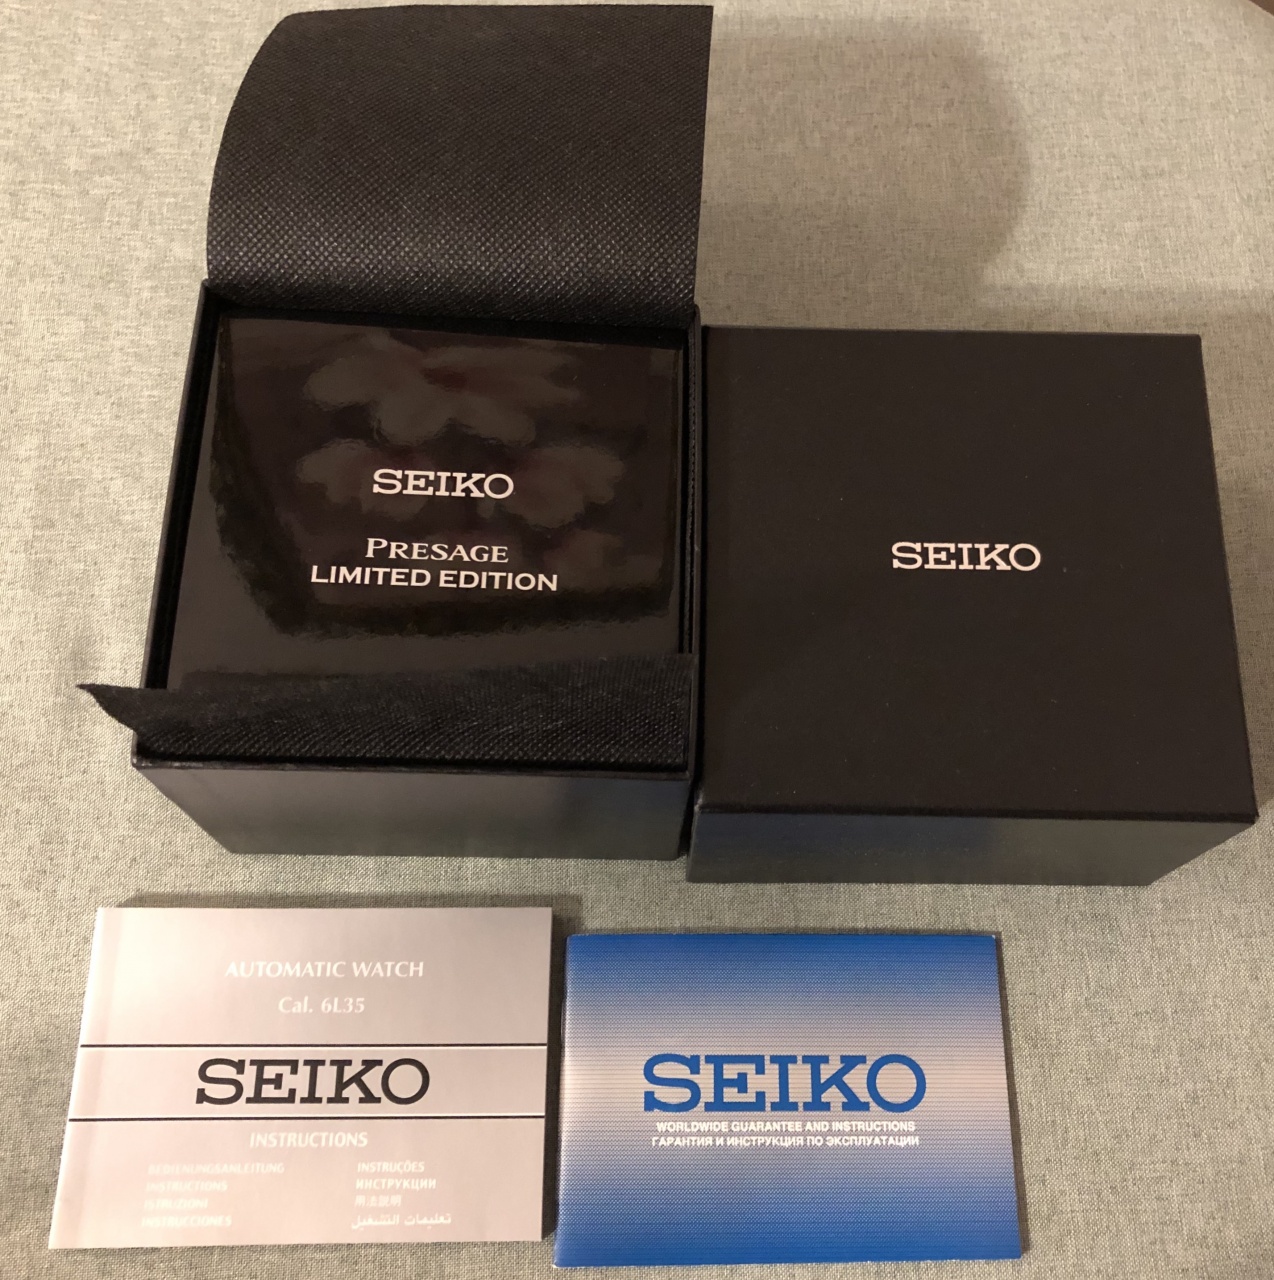 SEIKO
PRESAGE
LIMITED EDITION
SEIKO
AUTOMATIC WATCH
Cal. 6L35
SEIKO
INSTRUCTIONS
BEDIENUNGSANLEITUNG
INSTRUCTIONS
ISTRUZIONI
INSTRUCCIONES
INSTRUÇÕES
ИНСТРУКЦИИ
用法說明
تعليمات التشغيل
SEIKO
WORLDWIDE GUARANTEE AND INSTRUCTIONS
ГАРАНТИЯ И ИНСТРУКЦИЯ ПО ЭКСПЛУАТАЦИИ